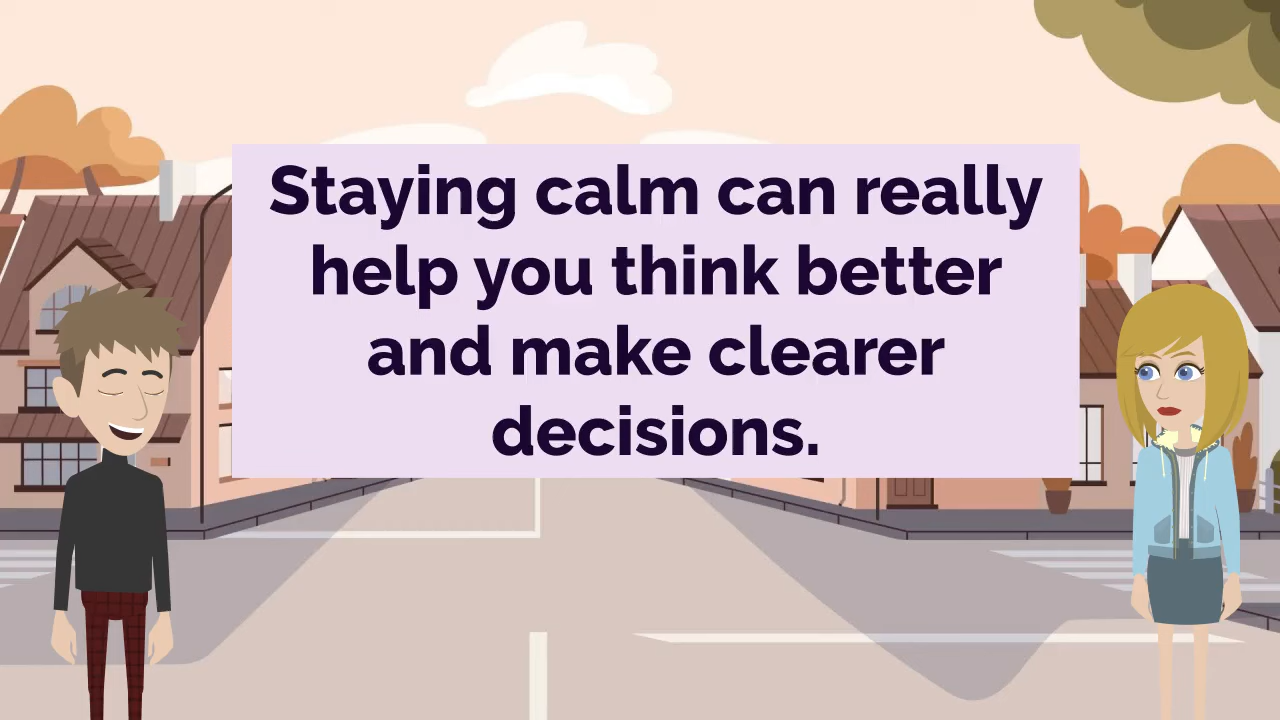 Staying calm can really
help you think better
and make clearer
decisions.